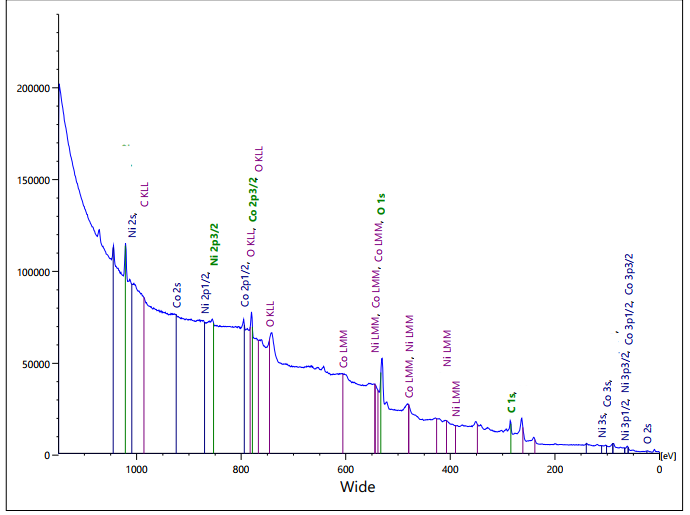 200000
150000
100000
50000
0
Ni 2s,
C KLL
Co 2s
Ni 2p1/2,
Ni 2p3/2
Co 2p1/2,
O KLL,
Co 2p3/2,
O KLL
O KLL
Co LMM
Ni LMM, Co LMM, Co LMM, O 1s
Co LMM, Ni LMM
Ni LMM
Ni LMM
C 1s,
Ni 3s, Co 3s,
Ni 3p1/2, Ni 3p3/2, Co 3p1/2, Co 3p3/2
O 2s
1000
800
600
400
200
0
[eV]
Wide